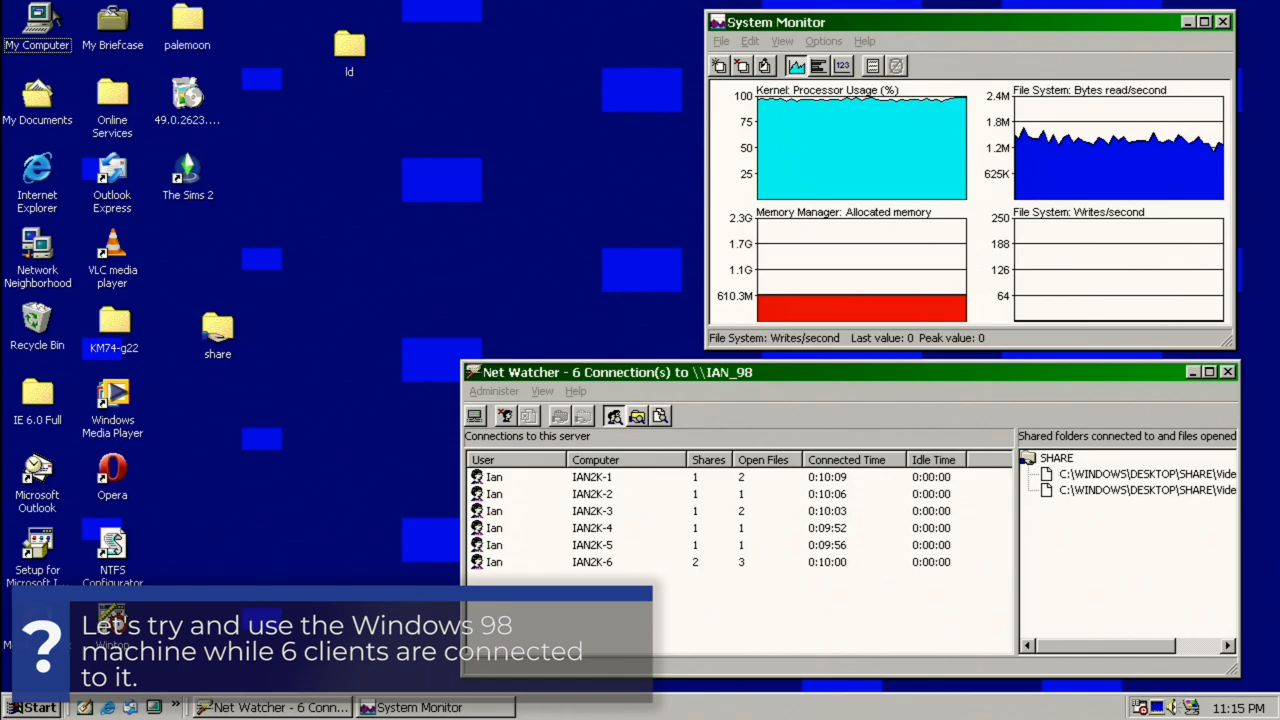 My Computer
My Briefcase
palemoon
ld
My Documents
Online
Services
49.0.2623....
Internet
Explorer
Outlook
Express
The Sims 2
Network
Neighborhood
VLC media
player
Recycle Bin
KM74-g22
share
IE 6.0 Full
Windows
Media Player
Microsoft
Outlook
Opera
Setup for
Microsoft I...
NTFS
Configurator
System Monitor
File Edit View Options Help
123
Kernel: Processor Usage (%)
100
75
50
25
File System: Bytes read/second
2.4M
1.8M
1.2M
625K
Memory Manager: Allocated memory
2.3G
1.7G
1.1G
610.3M
File System: Writes/second
250
188
126
64
File System: Writes/second Last value: 0 Peak value: 0
Net Watcher - 6 Connection(s) to \\IAN_98
Administer View Help
Connections to this server
Shared folders connected to and files opened
User Computer Shares Open Files Connected Time Idle Time
Ian IAN2K-1 1 2 0:10:09 0:00:00
Ian IAN2K-2 1 1 0:10:06 0:00:00
Ian IAN2K-3 1 2 0:10:03 0:00:00
Ian IAN2K-4 1 1 0:09:52 0:00:00
Ian IAN2K-5 1 1 0:09:56 0:00:00
Ian IAN2K-6 2 3 0:10:00 0:00:00
SHARE
C:\WINDOWS\DESKTOP\SHARE\Vide
C:\WINDOWS\DESKTOP\SHARE\Vide
?
Let's try and use the Windows 98
machine while 6 clients are connected
to it.
Start
»
Net Watcher - 6 Conn...
System Monitor
11:15 PM